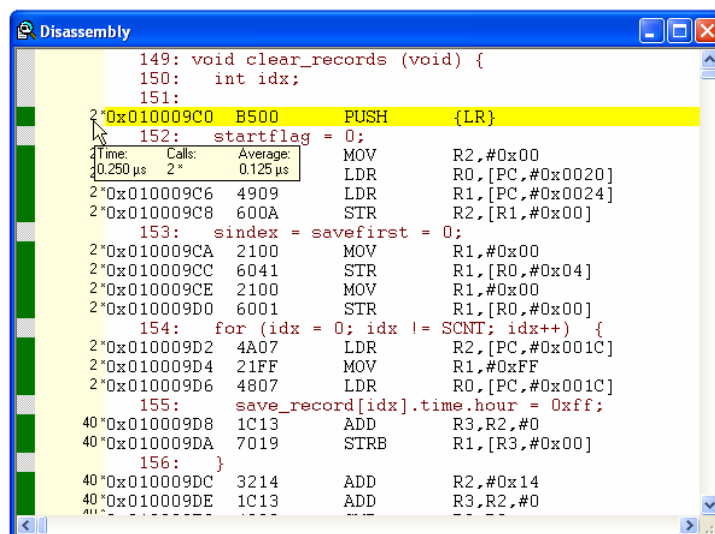 Disassembly
149: void clear_records (void) {
150: int idx;
151:
2*0x010009C0 B500 PUSH {LR}
152: startflag = 0;
2 MOV R2,#0x00
Time: Calls: Average:
0.250 µs 2 * 0.125 µs
2 LDR R0,[PC,#0x0020]
2*0x010009C6 4909 LDR R1,[PC,#0x0024]
2*0x010009C8 600A STR R2,[R1,#0x00]
153: sindex = savefirst = 0;
2*0x010009CA 2100 MOV R1,#0x00
2*0x010009CC 6041 STR R1,[R0,#0x04]
2*0x010009CE 2100 MOV R1,#0x00
2*0x010009D0 6001 STR R1,[R0,#0x00]
154: for (idx = 0; idx != SCNT; idx++) {
2*0x010009D2 4A07 LDR R2,[PC,#0x001C]
2*0x010009D4 21FF MOV R1,#0xFF
2*0x010009D6 4807 LDR R0,[PC,#0x001C]
155: save_record[idx].time.hour = 0xff;
40*0x010009D8 1C13 ADD R3,R2,#0
40*0x010009DA 7019 STRB R1,[R3,#0x00]
156: }
40*0x010009DC 3214 ADD R2,#0x14
40*0x010009DE 1C13 ADD R3,R2,#0